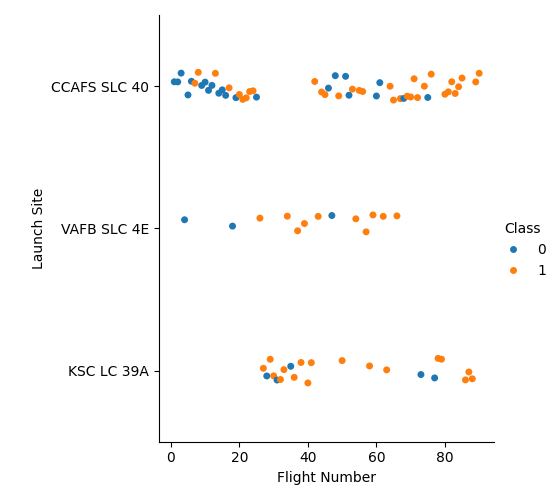 CCAFS SLC 40
VAFB SLC 4E
KSC LC 39A
Launch Site
0 20 40 60 80
Flight Number
Class
0
1